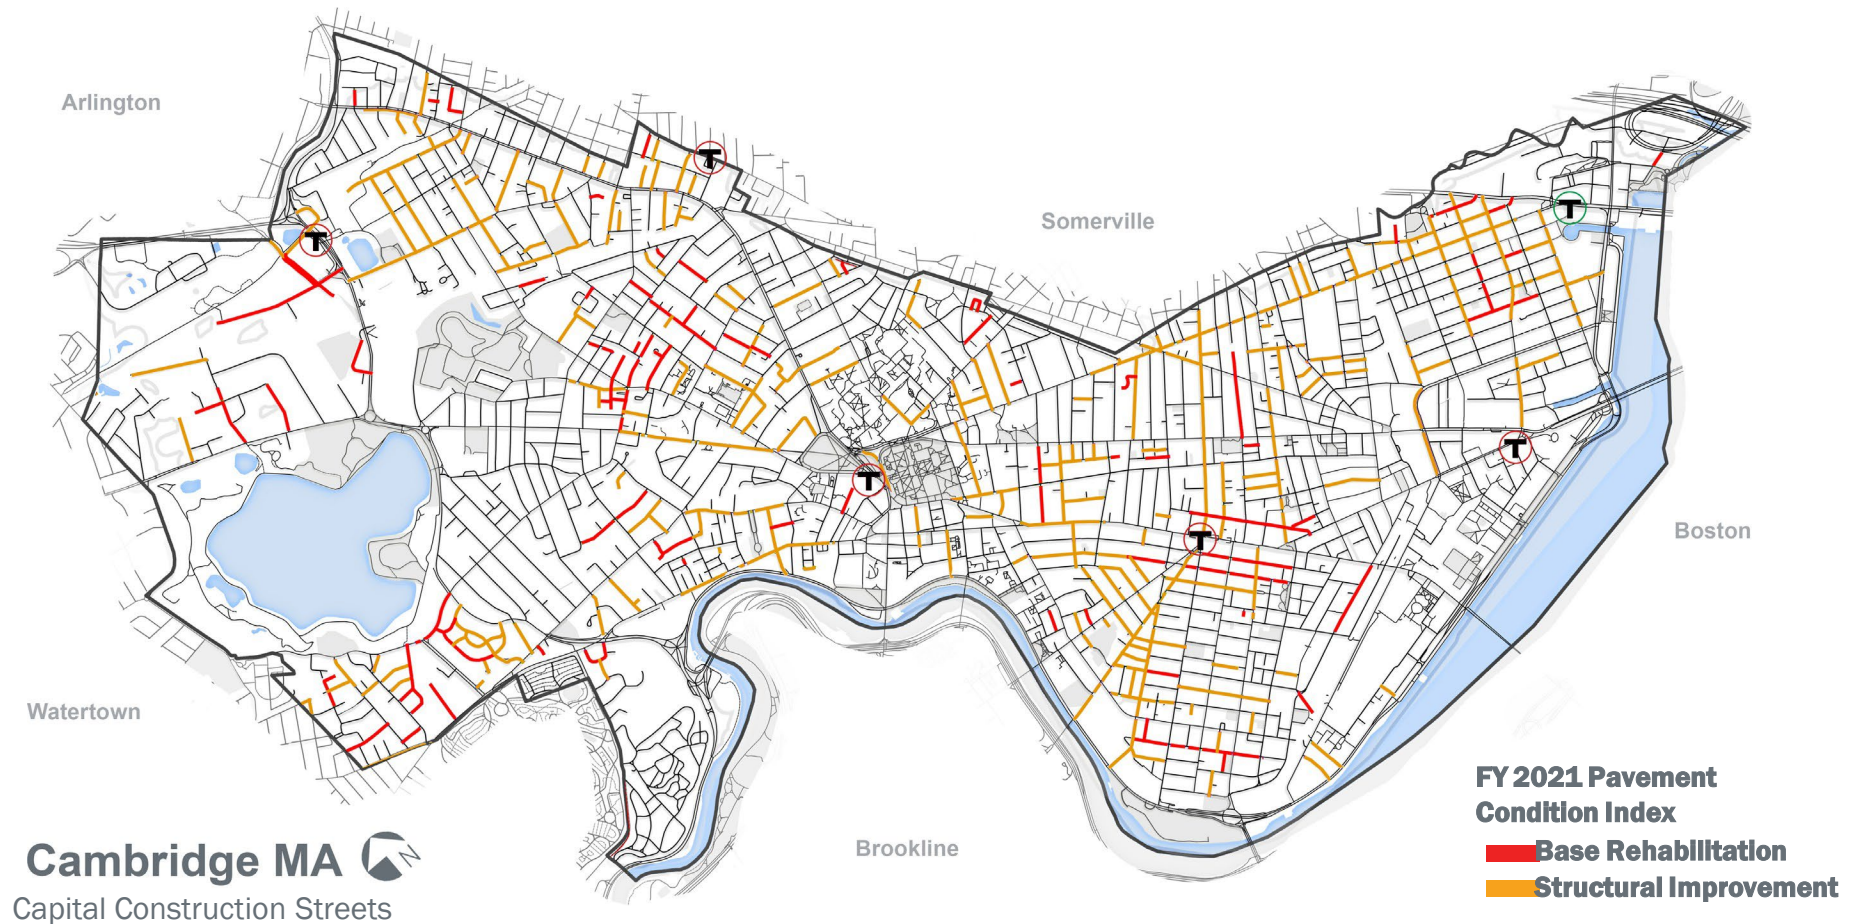 Arlington
Somerville
Boston
Watertown
Brookline
T
T
T
T
T
T
FY 2021 Pavement
Condition Index
Base Rehabilitation
Structural Improvement
Cambridge MA N
Capital Construction Streets